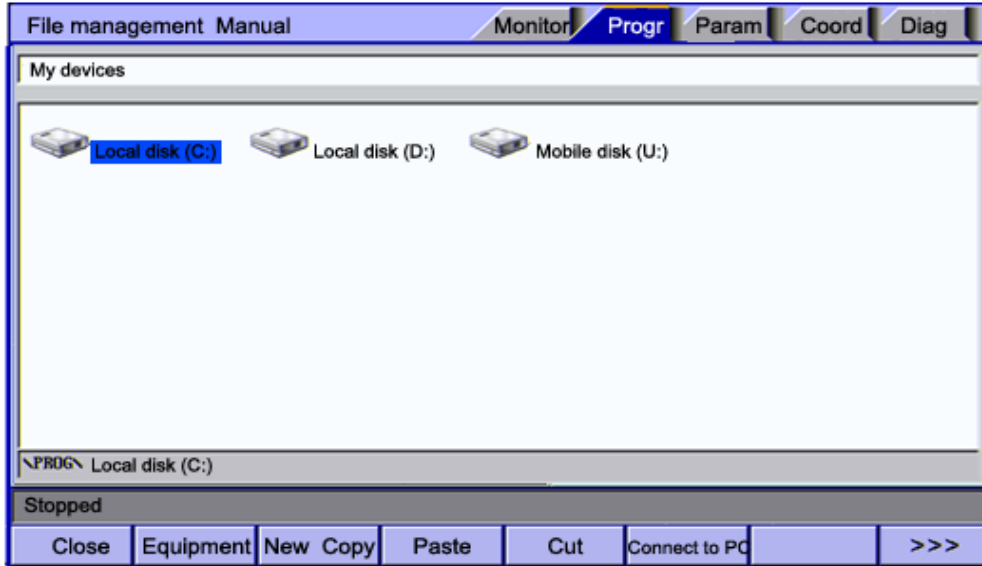 File management Manual Monitor Progr Param Coord Diag
My devices
Local disk (C:) Local disk (D:) Mobile disk (U:)
\PROG\ Local disk (C:)
Stopped
Close Equipment New Copy Paste Cut Connect to PC >>>